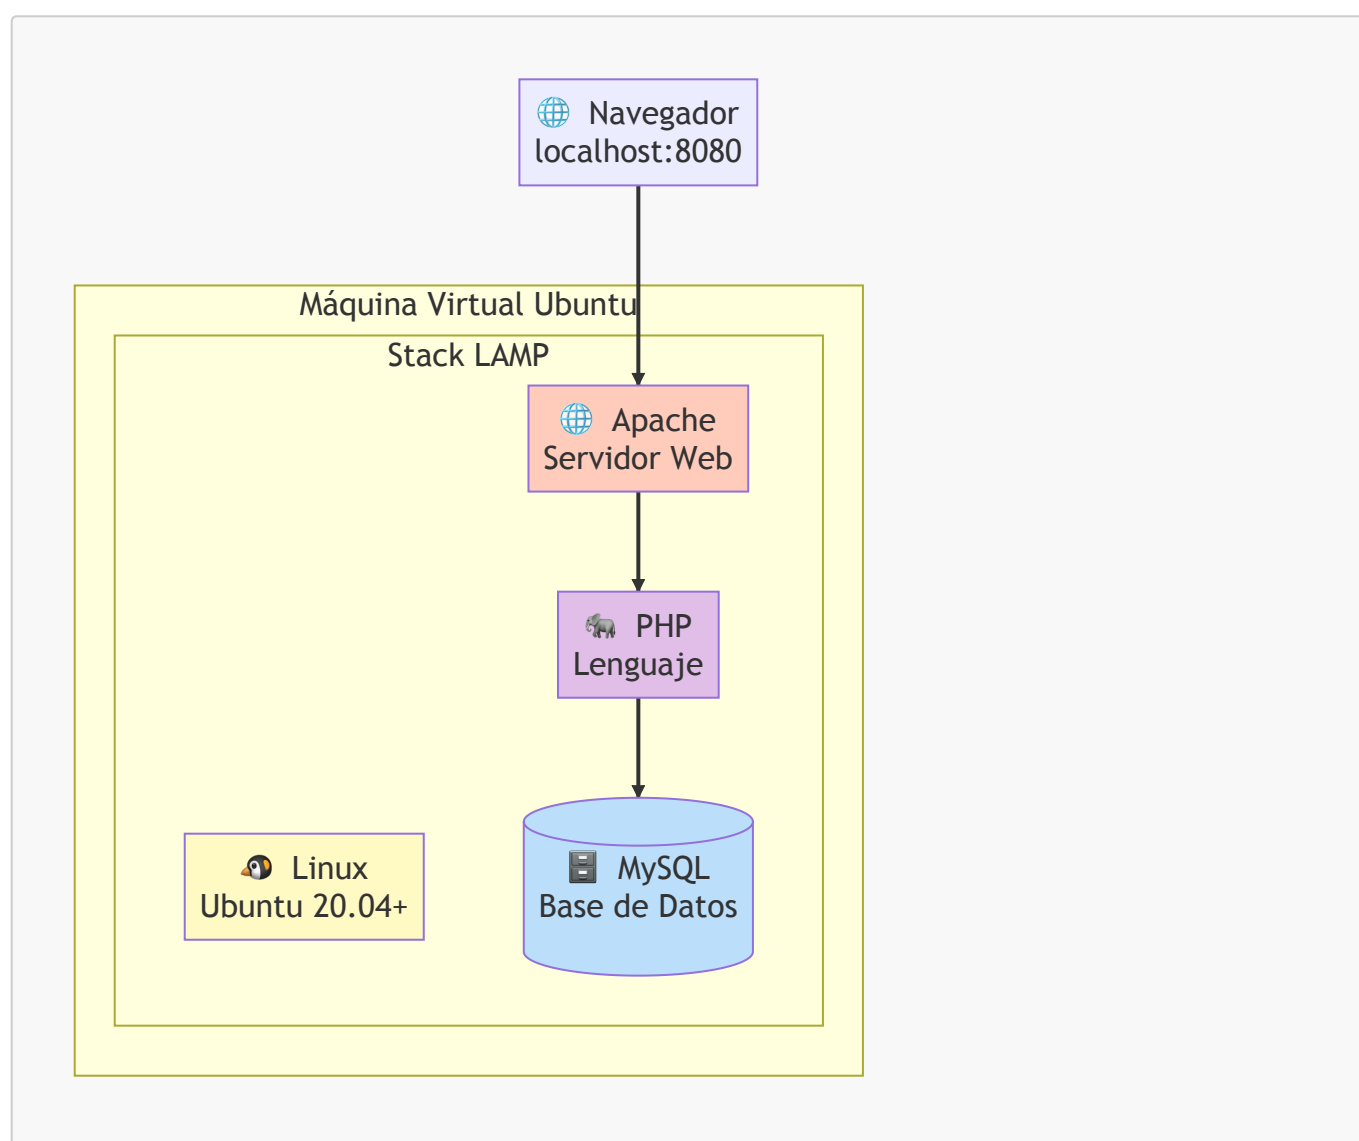 🌐 Navegador
localhost:8080
Máquina Virtual Ubuntu
Stack LAMP
🌐 Apache
Servidor Web
🐘 PHP
Lenguaje
🐧 Linux
Ubuntu 20.04+
🗄️ MySQL
Base de Datos